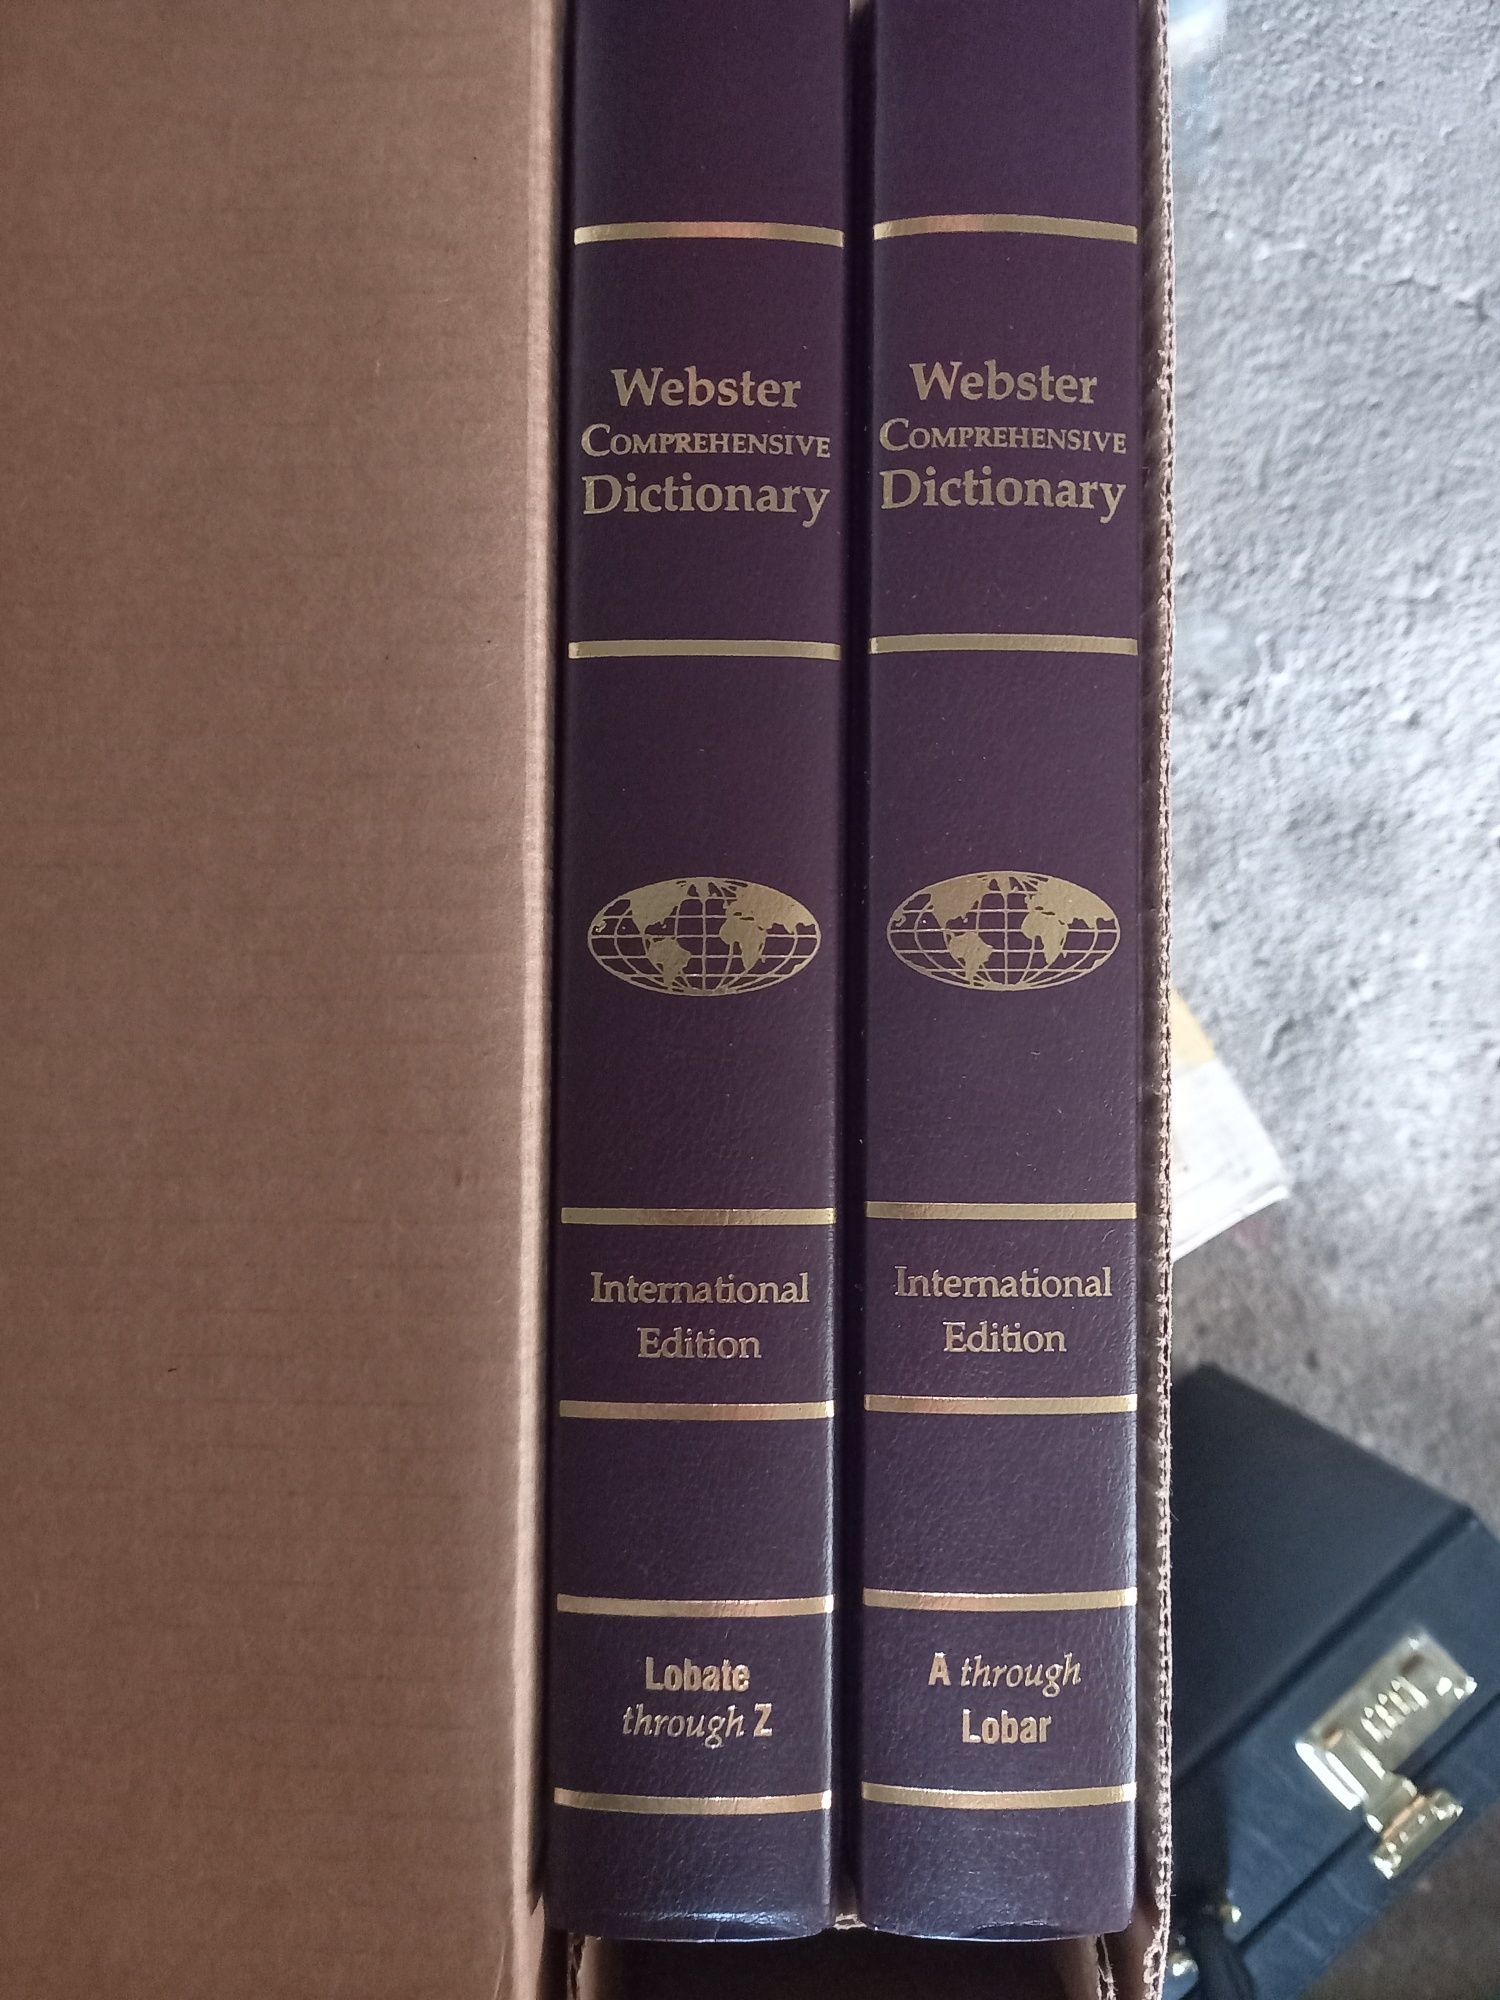 Webster
COMPREHENSIVE
Dictionary
International
Edition
Lobate
through Z
Webster
COMPREHENSIVE
Dictionary
International
Edition
A through
Lobar